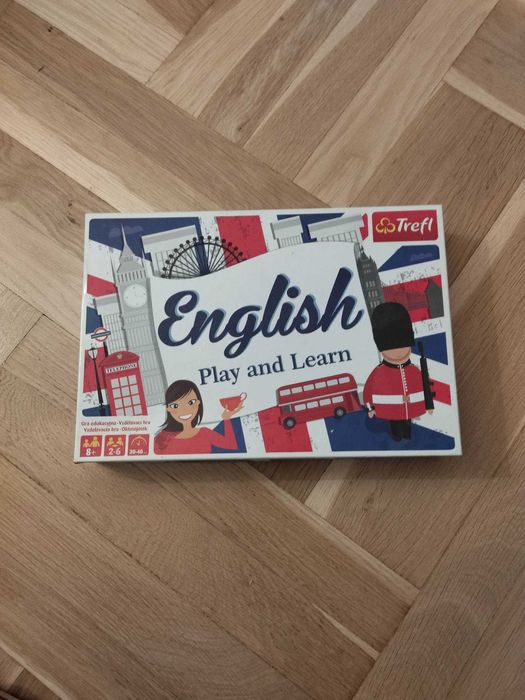 Trefl
English
Play and Learn
TELEPHONE
Gra edukacyjna • Vzdělávací hra
Vzdelávacia hra • Oktatójáték
8+
2-6